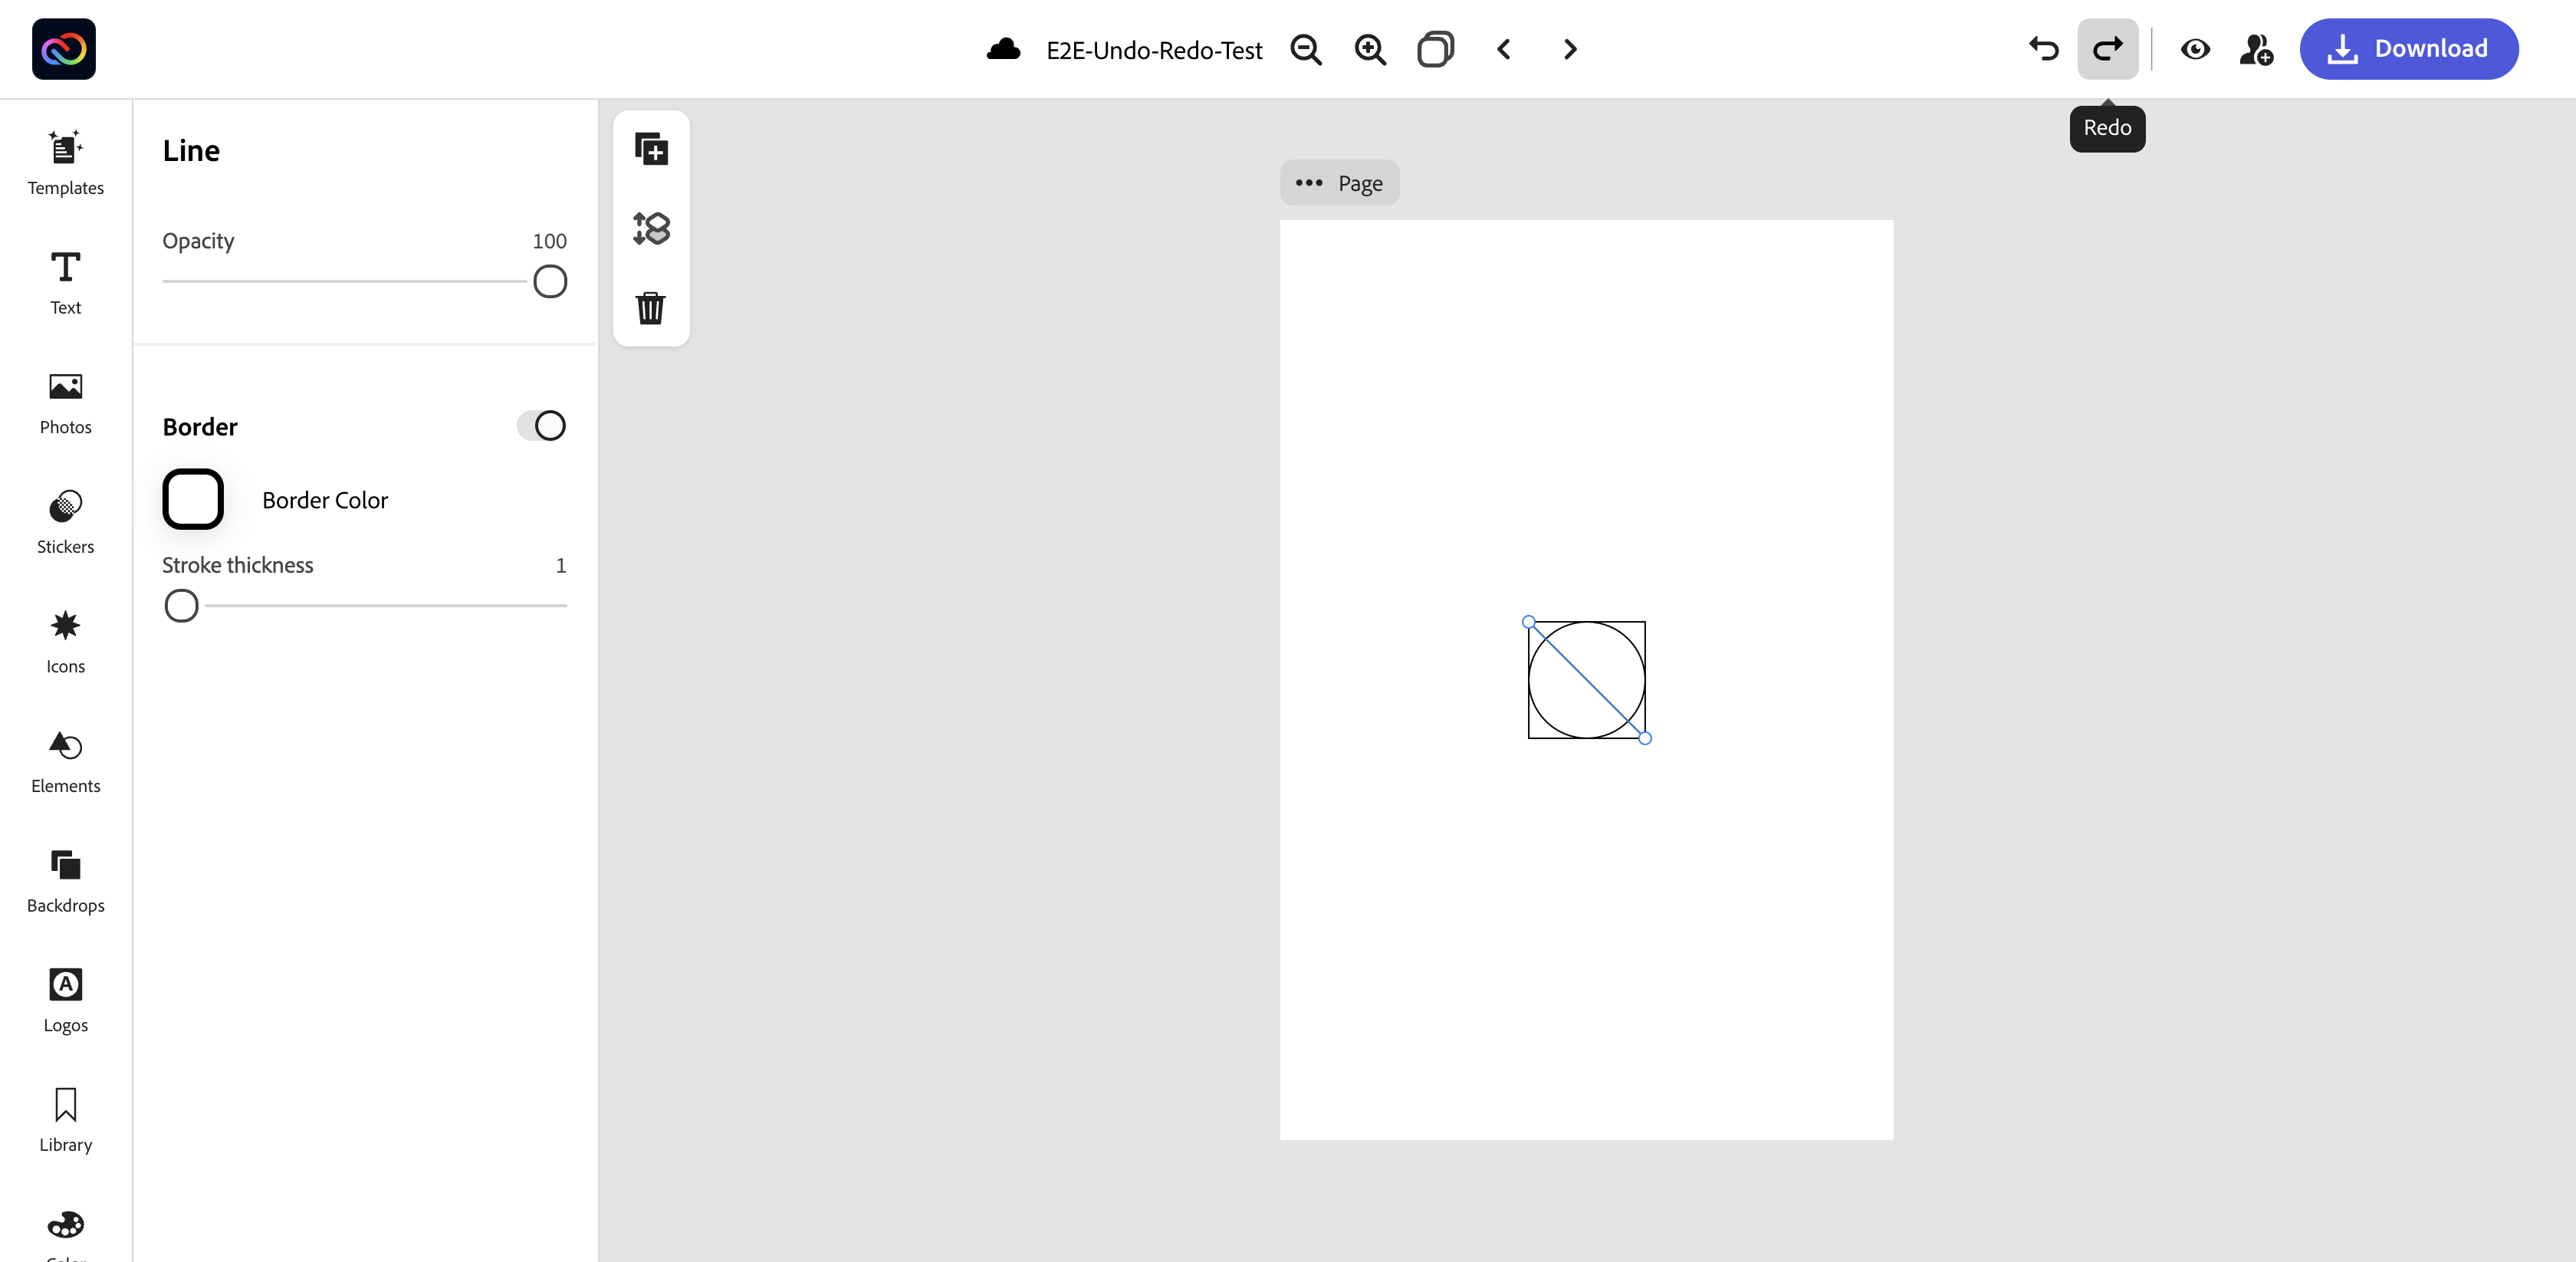 E2E-Undo-Redo-Test
Download
Redo
Templates
Text
Photos
Stickers
Icons
Elements
Backdrops
Logos
Library
Line
Opacity 100
Border
Border Color
Stroke thickness 1
Page